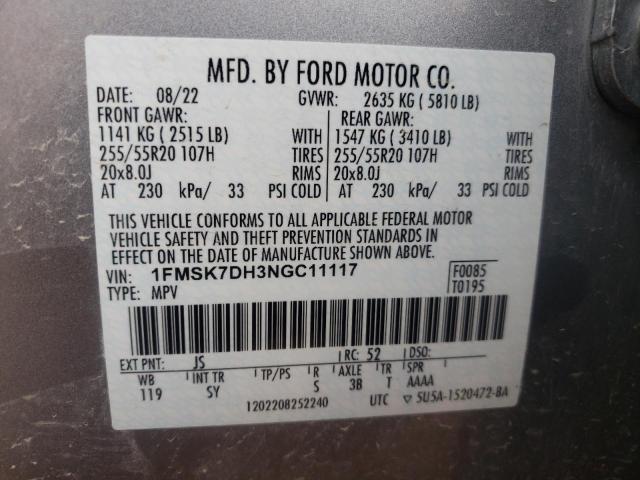 MFD. BY FORD MOTOR CO.
DATE: 08/22 GVWR: 2635 KG ( 5810 LB)
FRONT GAWR: REAR GAWR:
1141 KG ( 2515 LB) WITH 1547 KG ( 3410 LB) WITH
255/55R20 107H TIRES 255/55R20 107H TIRES
20x8.0J RIMS 20x8.0J RIMS
AT 230 kPa/ 33 PSI COLD AT 230 kPa/ 33 PSI COLD
THIS VEHICLE CONFORMS TO ALL APPLICABLE FEDERAL MOTOR
VEHICLE SAFETY AND THEFT PREVENTION STANDARDS IN
EFFECT ON THE DATE OF MANUFACTURE SHOWN ABOVE.
VIN: 1FMSK7DH3NGC11117 F0085
TYPE: MPV T0195
EXT PNT: JS RC: 52 DSO:
WB INT TR TP/PS R AXLE TR SPR
119 SY S 3B T AAAA
1202208252240 UTC ▽ 5U5A-1520472-BA